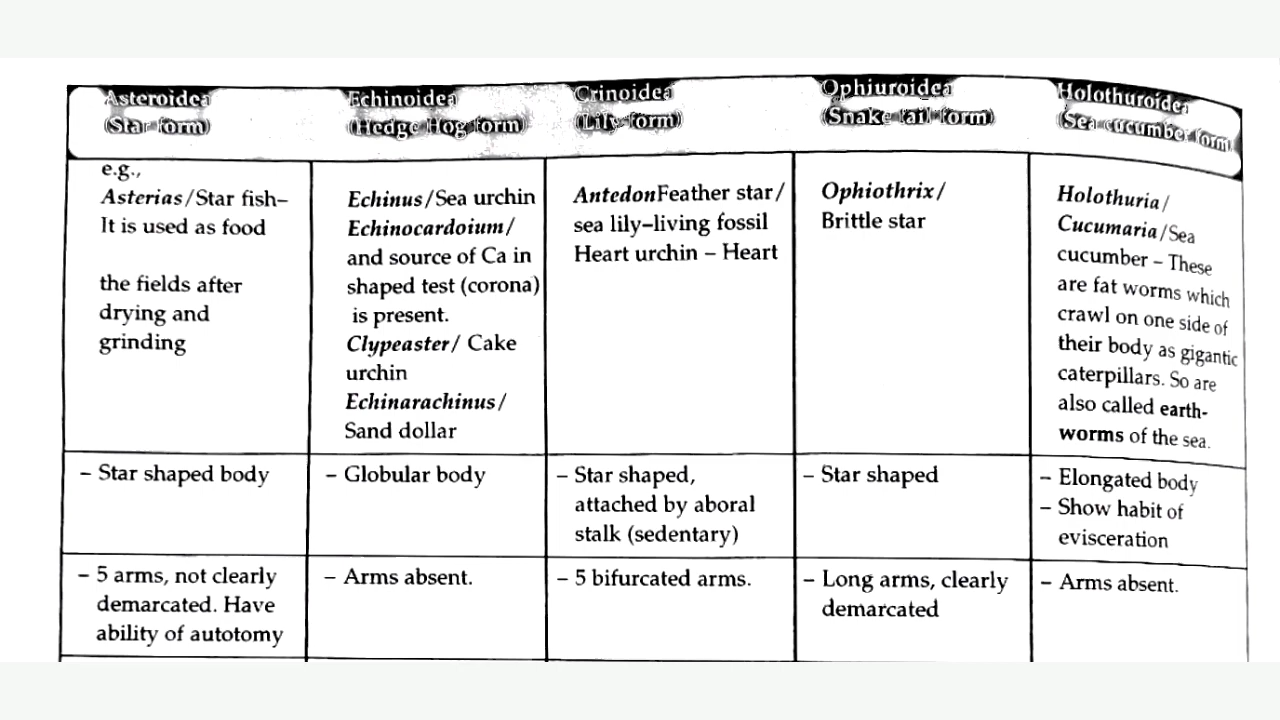 Asteroidea
(Star form)
Echinoidea
(Hedge Hog form)
Crinoidea
(Lily form)
Ophiuroidea
(Snake tail form)
Holothuroidea
(Sea cucumber form)
e.g.,
Asterias/Star fish–
It is used as food
the fields after
drying and
grinding
Echinus/Sea urchin
Echinocardoium/
and source of Ca in
shaped test (corona)
is present.
Clypeaster/ Cake
urchin
Echinarachinus/
Sand dollar
AntedonFeather star/
sea lily–living fossil
Heart urchin – Heart
Ophiothrix/
Brittle star
Holothuria/
Cucumaria/Sea
cucumber – These
are fat worms which
crawl on one side of
their body as gigantic
caterpillars. So are
also called earth-
worms of the sea.
– Star shaped body
– Globular body
– Star shaped,
attached by aboral
stalk (sedentary)
– Star shaped
– Elongated body
– Show habit of
evisceration
– 5 arms, not clearly
demarcated. Have
ability of autotomy
– Arms absent.
– 5 bifurcated arms.
– Long arms, clearly
demarcated
– Arms absent.